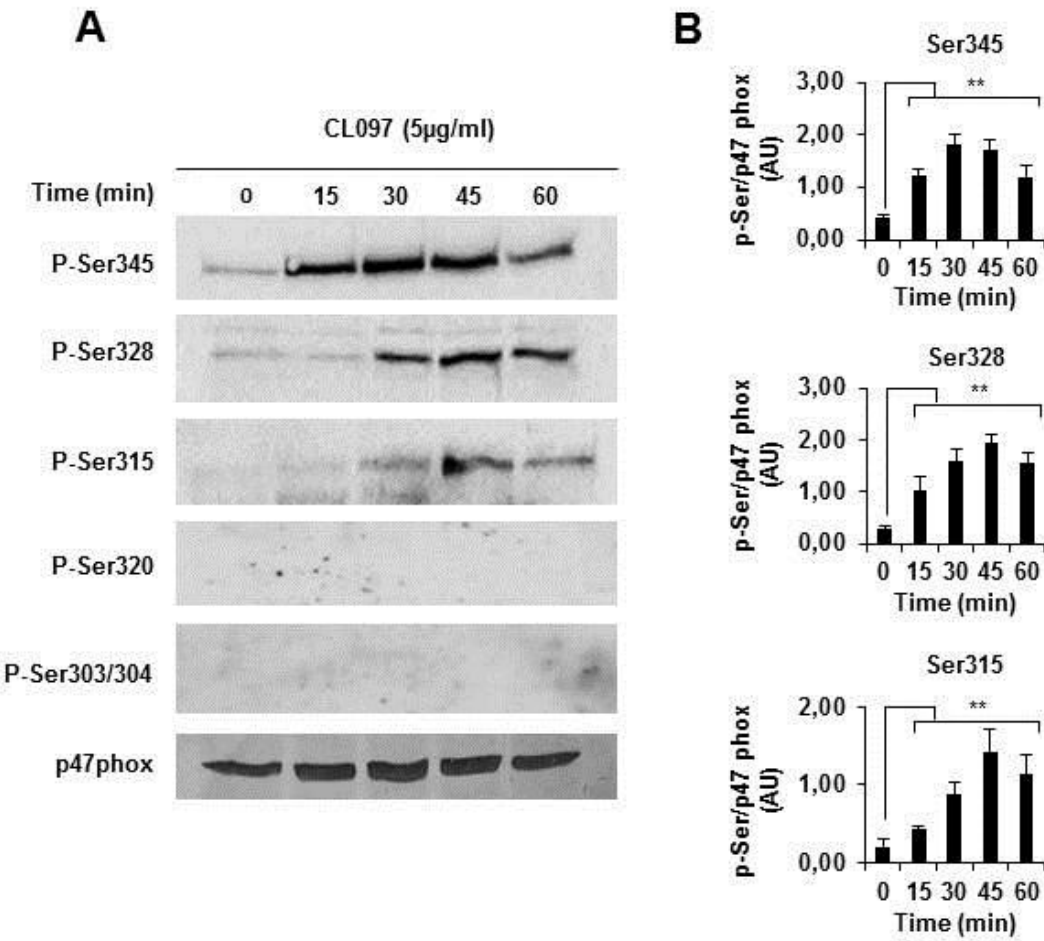 A
CL097 (5µg/ml)
Time (min) 0 15 30 45 60
P-Ser345
P-Ser328
P-Ser315
P-Ser320
P-Ser303/304
p47phox
B
Ser345
p-Ser/p47 phox
(AU)
3,00
2,00
1,00
0,00
**
0 15 30 45 60
Time (min)
Ser328
p-Ser/p47 phox
(AU)
3,00
2,00
1,00
0,00
**
0 15 30 45 60
Time (min)
Ser315
p-Ser/p47 phox
(AU)
2,00
1,00
0,00
**
0 15 30 45 60
Time (min)